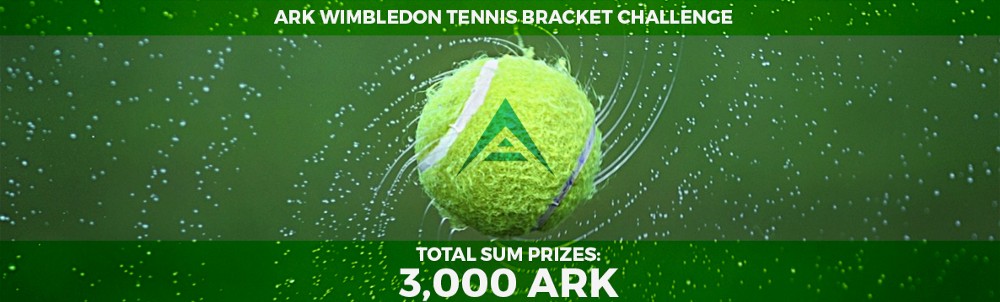 ARK WIMBLEDON TENNIS BRACKET CHALLENGE
TOTAL SUM PRIZES:
3,000 ARK